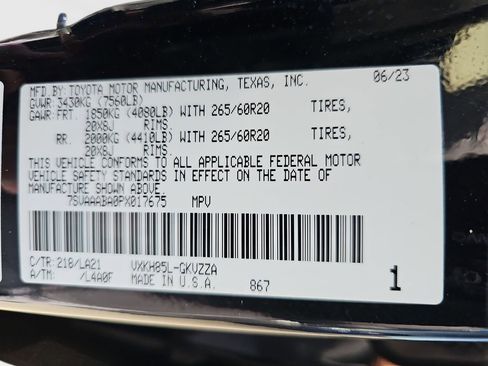 MFD.BY:TOYOTA MOTOR MANUFACTURING, TEXAS, INC. 06/23
GVWR:3430KG (7560LB)
GAWR:FRT. 1850KG (4080LB) WITH 265/60R20 TIRES,
20X8J RIMS.
RR. 2000KG (4410LB) WITH 265/60R20 TIRES,
20X8J RIMS.
THIS VEHICLE CONFORMS TO ALL APPLICABLE FEDERAL MOTOR
VEHICLE SAFETY STANDARDS IN EFFECT ON THE DATE OF
MANUFACTURE SHOWN ABOVE.
7SVAAABA0PX017675 MPV
C/TR:218/LA21 VXKH85L-GKVZZA
A/TM: /L4A0F MADE IN U.S.A. 867 1